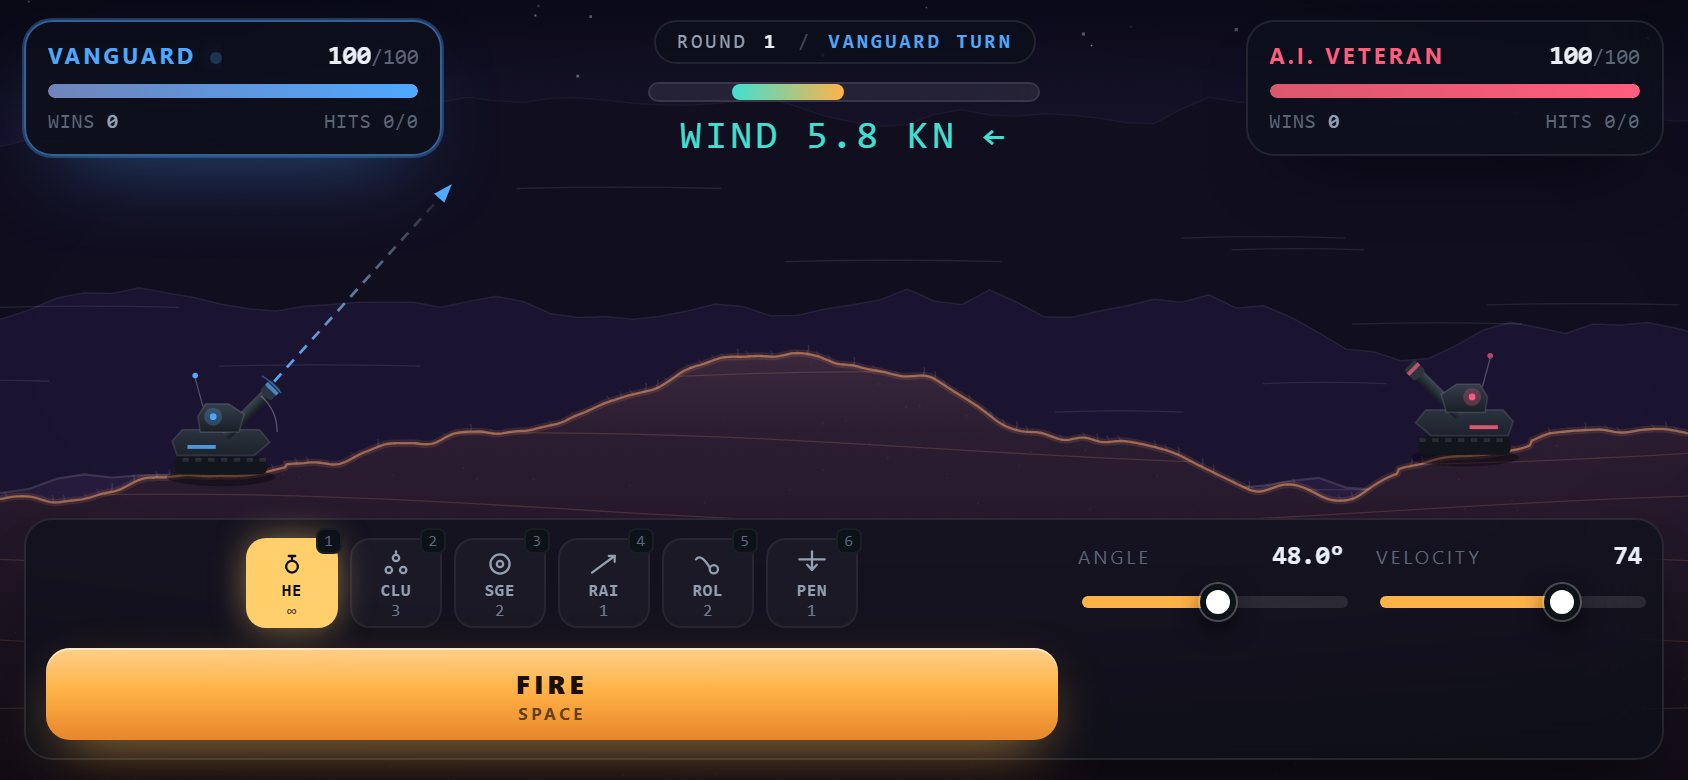 VANGUARD 100/100
WINS 0 HITS 0/0
ROUND 1 / VANGUARD TURN
WIND 5.8 KN ←
A.I. VETERAN 100/100
WINS 0 HITS 0/0
1 2 3 4 5 6
HE CLU SGE RAI ROL PEN
∞ 3 2 1 2 1
ANGLE 48.0° VELOCITY 74
FIRE
SPACE